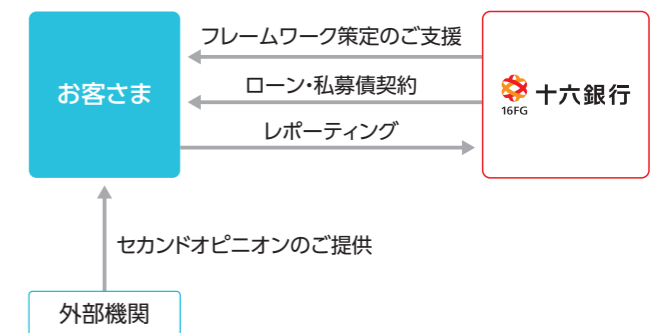 フレームワーク策定のご支援
お客さま
ローン・私募債契約
16FG
十六銀行
レポーティング
セカンドオピニオンのご提供
外部機関